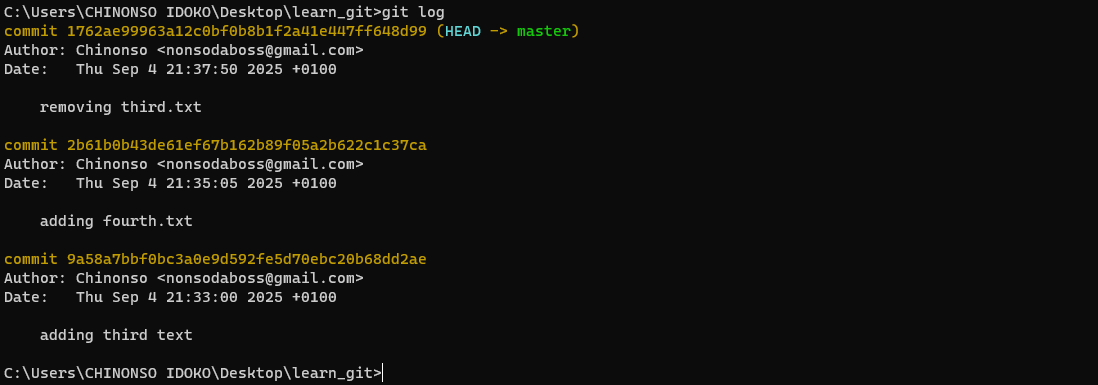 C:\Users\CHINONSO IDOKO\Desktop\learn_git>git log
commit 1762ae99963a12c0bf0b8b1f2a41e447ff648d99 (HEAD -> master)
Author: Chinonso <nonsodaboss@gmail.com>
Date:   Thu Sep 4 21:37:50 2025 +0100
    removing third.txt
commit 2b61b0b43de61ef67b162b89f05a2b622c1c37ca
Author: Chinonso <nonsodaboss@gmail.com>
Date:   Thu Sep 4 21:35:05 2025 +0100
    adding fourth.txt
commit 9a58a7bbf0bc3a0e9d592fe5d70ebc20b68dd2ae
Author: Chinonso <nonsodaboss@gmail.com>
Date:   Thu Sep 4 21:33:00 2025 +0100
    adding third text
C:\Users\CHINONSO IDOKO\Desktop\learn_git>